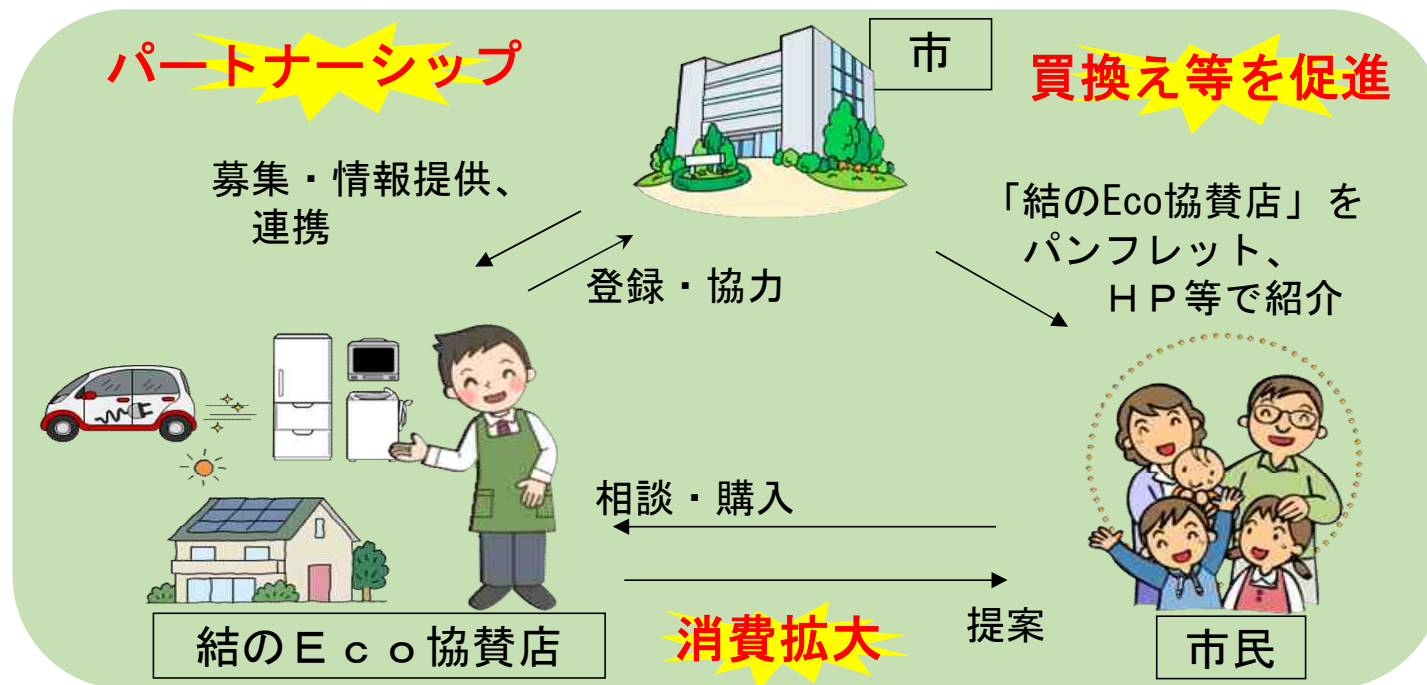 パートナーシップ
市
買換え等を促進
募集・情報提供、
連携
「結のEco協賛店」を
パンフレット、
ＨＰ等で紹介
登録・協力
相談・購入
提案
消費拡大
結のＥｃｏ協賛店
市民